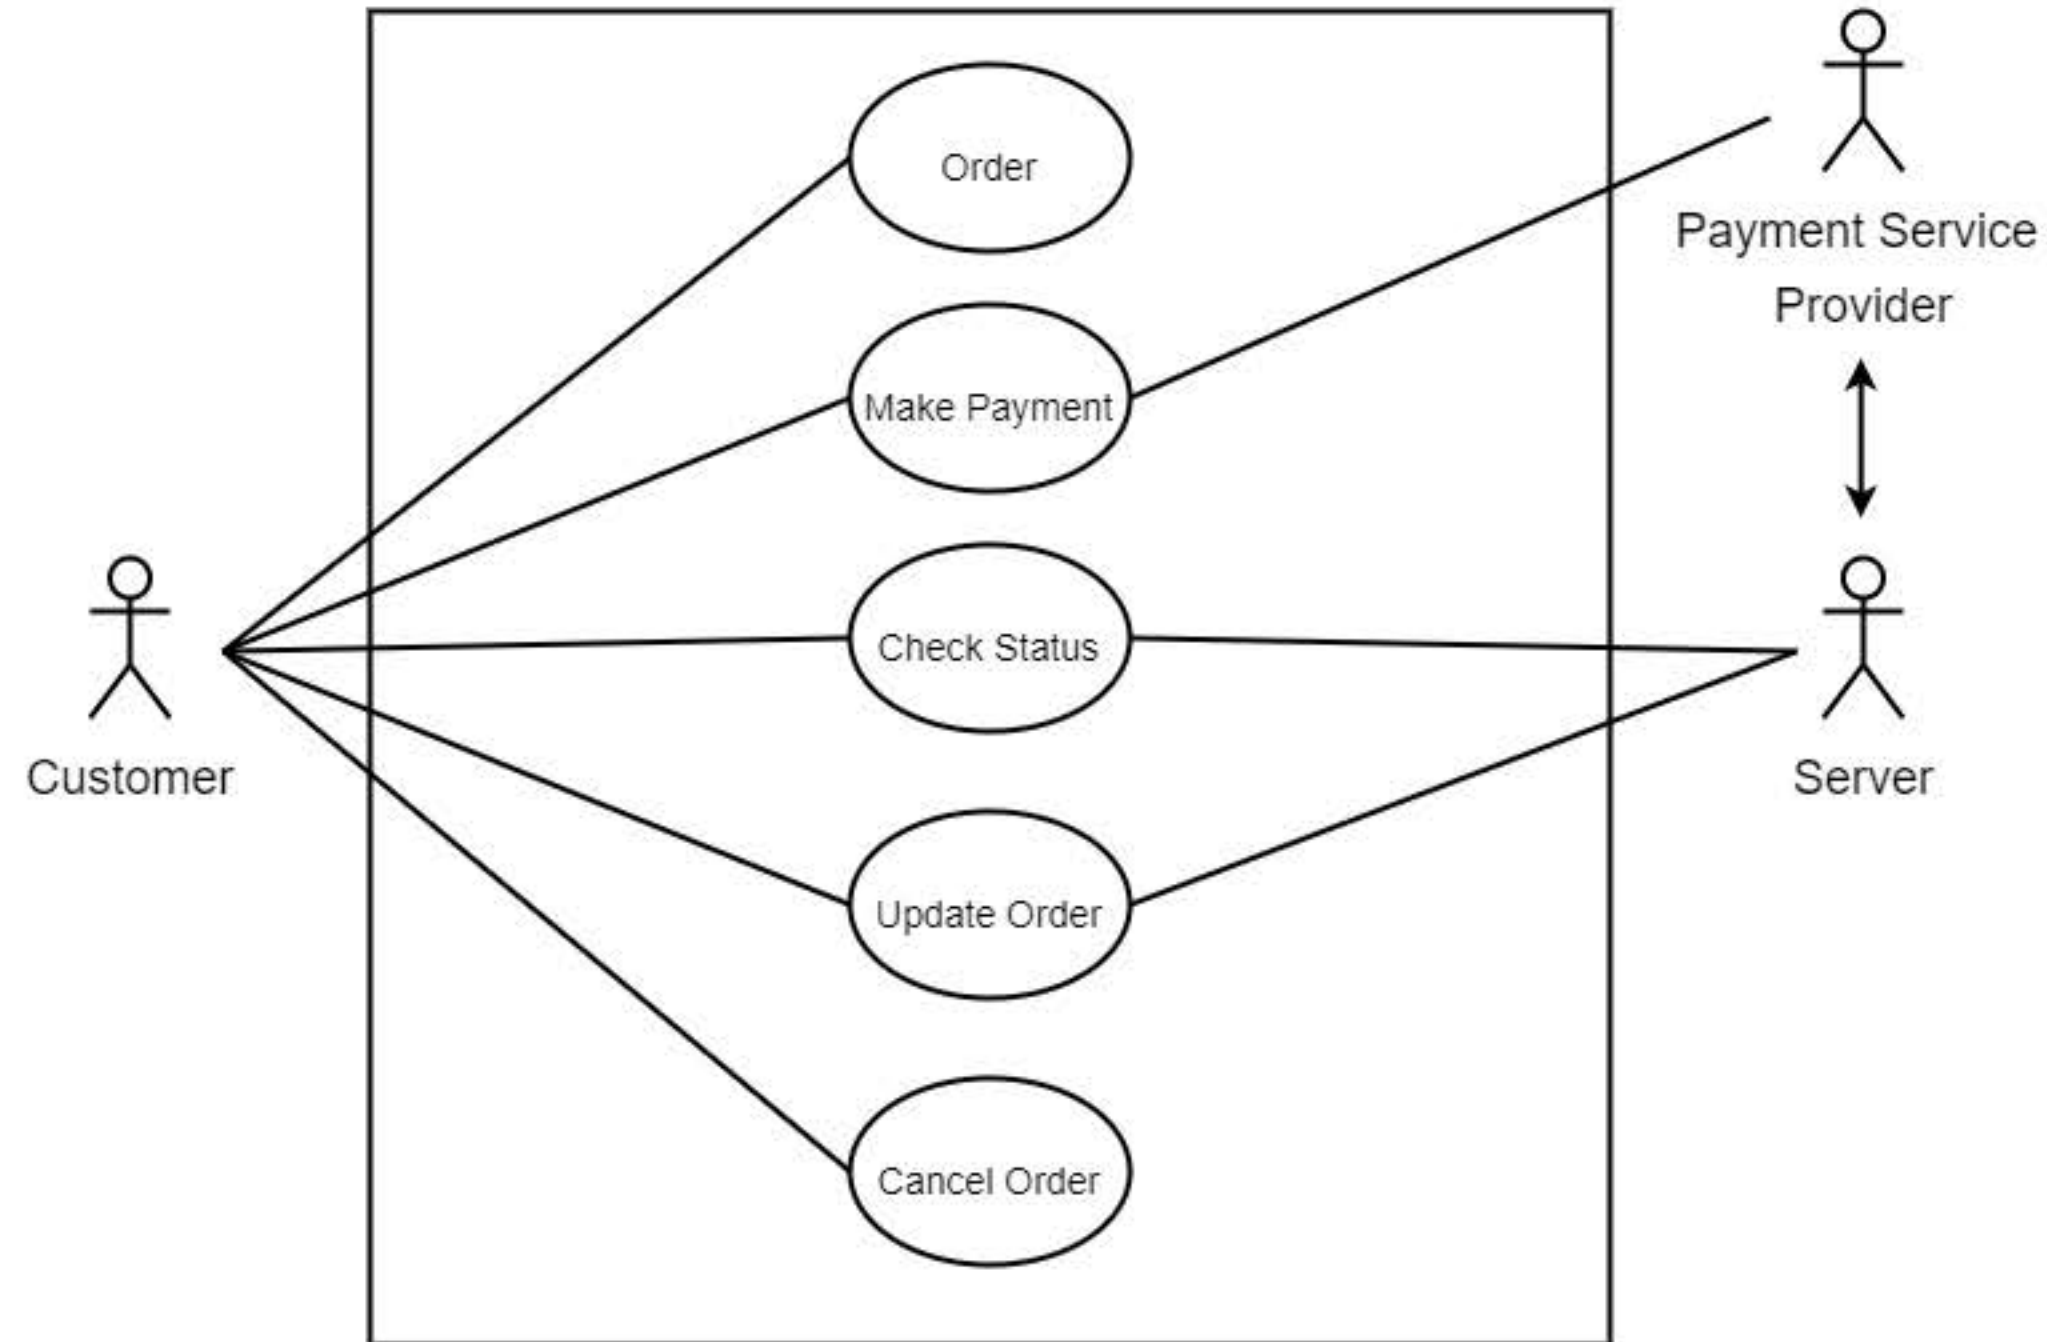 Order
Payment Service
Provider
Make Payment
Check Status
Customer
Server
Update Order
Cancel Order